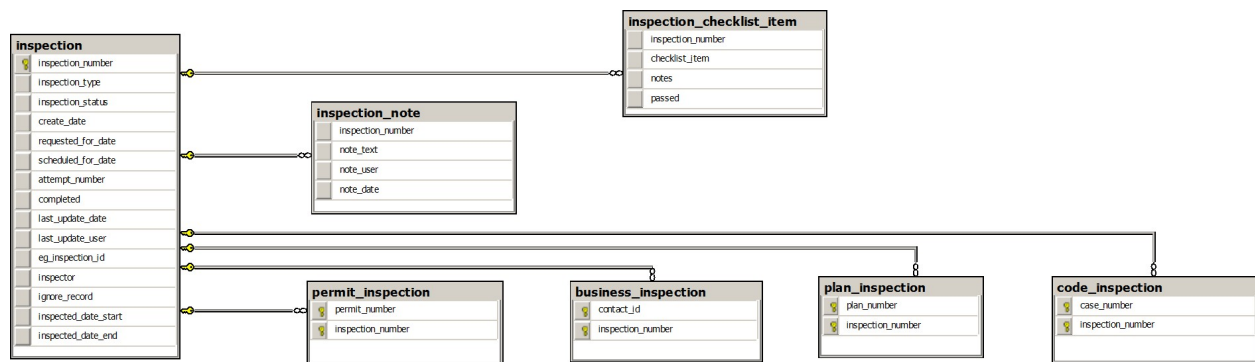 inspection
inspection_number
inspection_type
inspection_status
create_date
requested_for_date
scheduled_for_date
attempt_number
completed
last_update_date
last_update_user
eg_inspection_id
inspector
ignore_record
inspected_date_start
inspected_date_end
inspection_checklist_item
inspection_number
checklist_item
notes
passed
inspection_note
inspection_number
note_text
note_user
note_date
permit_inspection
permit_number
inspection_number
business_inspection
contact_id
inspection_number
plan_inspection
plan_number
inspection_number
code_inspection
case_number
inspection_number